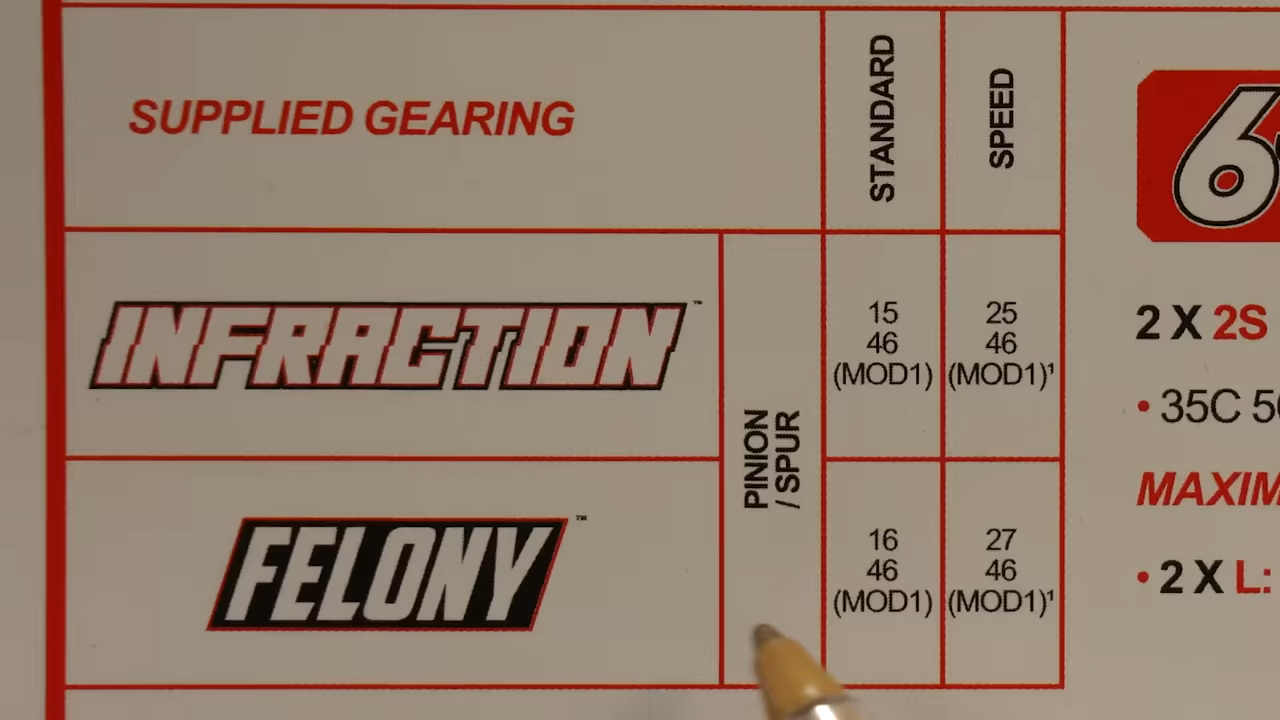 SUPPLIED GEARING
STANDARD
SPEED
INFRACTION™
PINION
/ SPUR
15
46
(MOD1)
25
46
(MOD1)¹
FELONY™
16
46
(MOD1)
27
46
(MOD1)¹
6
2 X 2S
• 35C
MAXIM
• 2 X L: